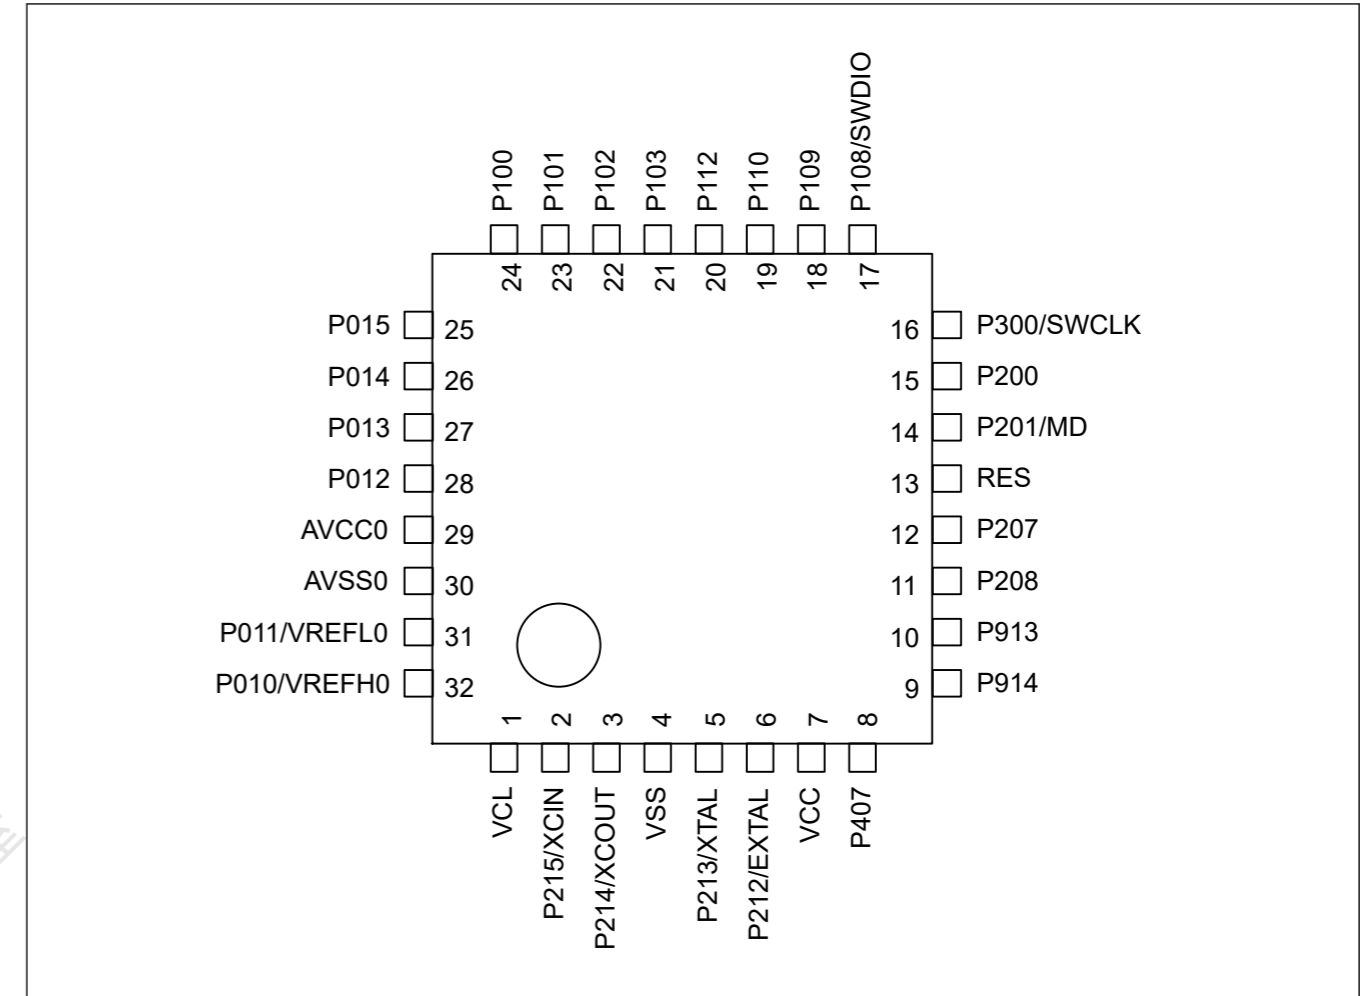 P100
P101
P102
P103
P112
P110
P109
P108/SWDIO
24
23
22
21
20
19
18
17
P015 25
P014 26
P013 27
P012 28
AVCC0 29
AVSS0 30
P011/VREFL0 31
P010/VREFH0 32
16 P300/SWCLK
15 P200
14 P201/MD
13 RES
12 P207
11 P208
10 P913
9 P914
1
2
3
4
5
6
7
8
VCL
P215/XCIN
P214/XCOUT
VSS
P213/XTAL
P212/EXTAL
VCC
P407